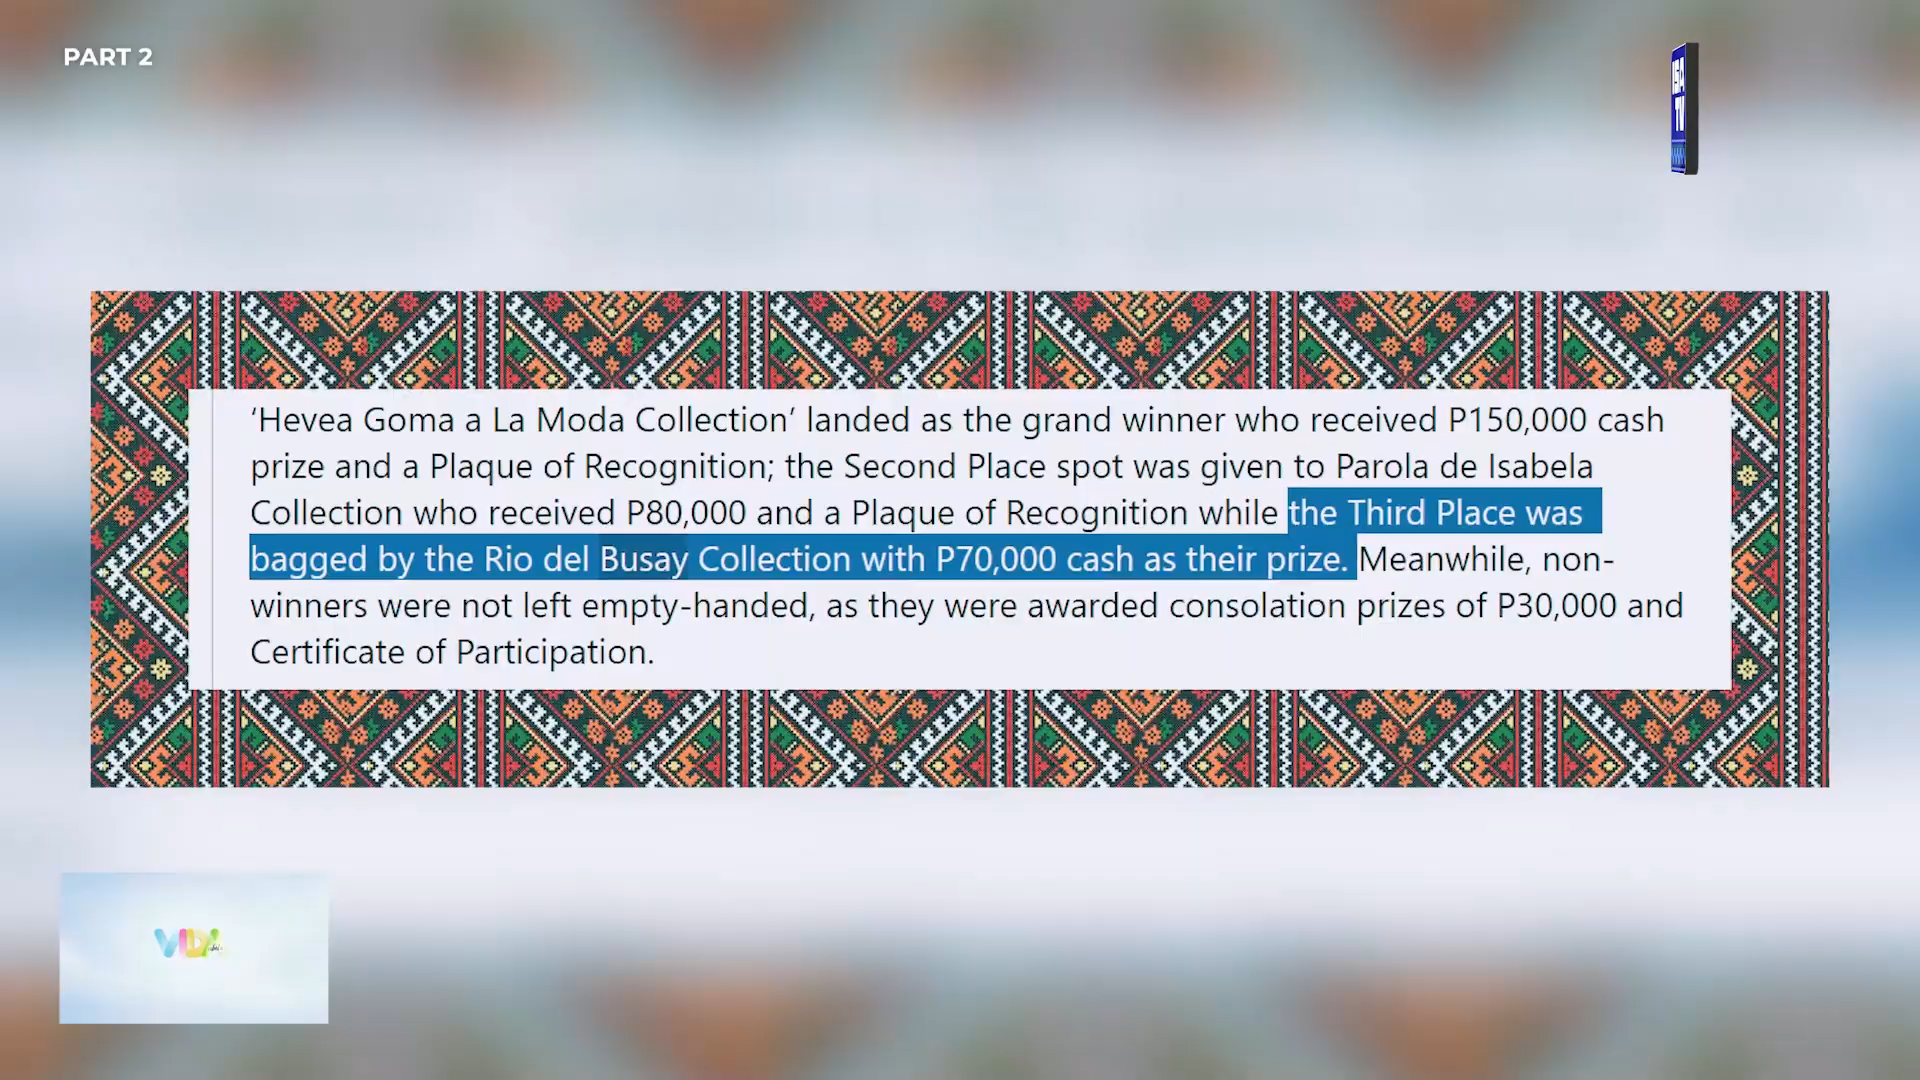 PART 2
ISA
TV
‘Hevea Goma a La Moda Collection’ landed as the grand winner who received P150,000 cash
prize and a Plaque of Recognition; the Second Place spot was given to Parola de Isabela
Collection who received P80,000 and a Plaque of Recognition while the Third Place was
bagged by the Rio del Busay Collection with P70,000 cash as their prize. Meanwhile, non-
winners were not left empty-handed, as they were awarded consolation prizes of P30,000 and
Certificate of Participation.